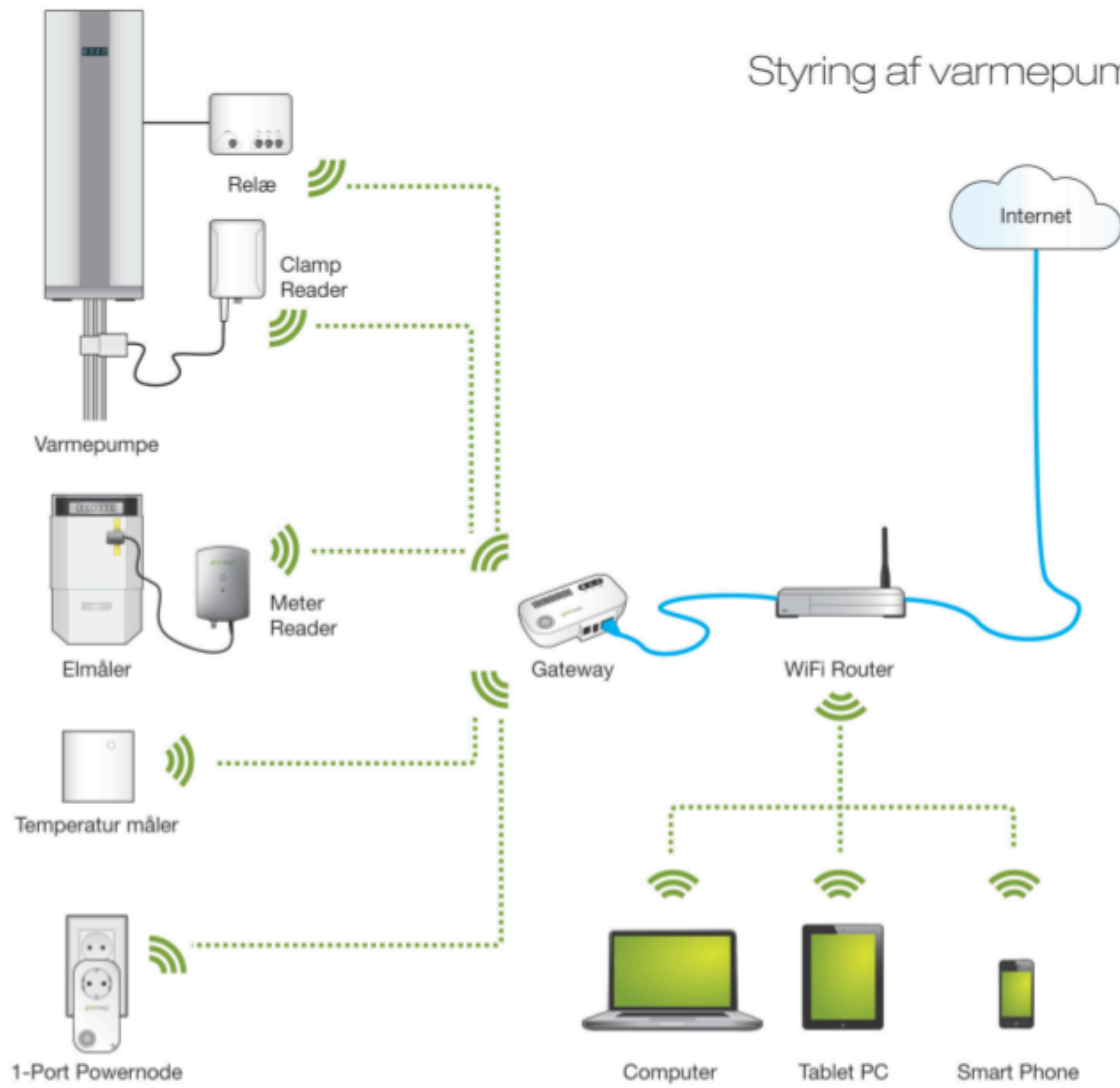 Styring af varmepum
Relæ
Internet
Clamp
Reader
Varmepumpe
Meter
Reader
Elmåler
Gateway
WiFi Router
Temperatur måler
1-Port Powernode
Computer
Tablet PC
Smart Phone